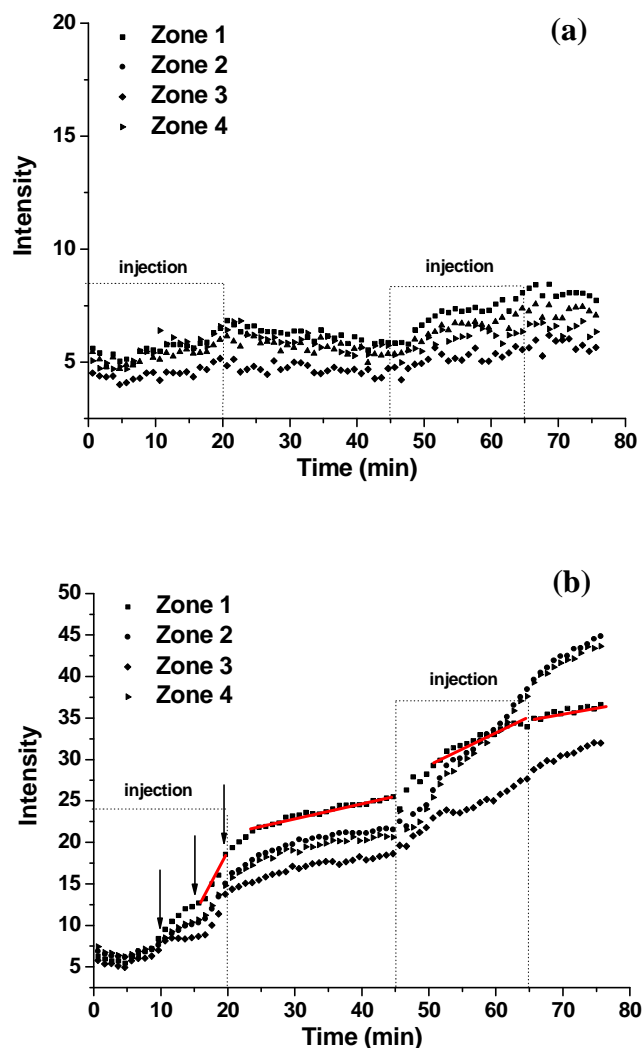 (a)
20
15
10
5
Intensity
Zone 1
Zone 2
Zone 3
Zone 4
injection
injection
0 10 20 30 40 50 60 70 80
Time (min)
(b)
50
45
40
35
30
25
20
15
10
5
Intensity
Zone 1
Zone 2
Zone 3
Zone 4
injection
injection
0 10 20 30 40 50 60 70 80
Time (min)